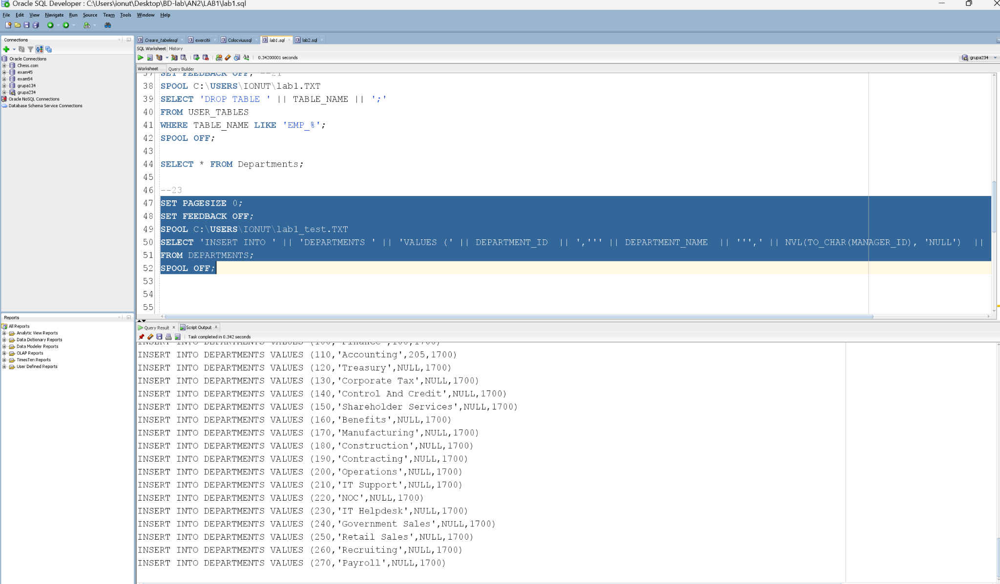 Oracle SQL Developer : C:\Users\ionut\Desktop\BD-lab\AN2\LAB1\lab1.sql
File Edit View Navigate Run Source Team Tools Window Help
Connections
Oracle Connections
Chess.com
exam45
exam54
grupa134
grupa234
Oracle NoSQL Connections
Database Schema Service Connections
Reports
All Reports
Analytic View Reports
Data Dictionary Reports
Data Modeler Reports
OLAP Reports
TimesTen Reports
User Defined Reports
Creare_tabelesql exercitii Colocviuusql lab1.sql lab2.sql
SQL Worksheet History
0.34200001 seconds
grupa234
Worksheet Query Builder
37 SET FEEDBACK OFF; --21
38 SPOOL C:\USERS\IONUT\lab1.TXT
39 SELECT 'DROP TABLE ' || TABLE_NAME || ';'
40 FROM USER_TABLES
41 WHERE TABLE_NAME LIKE 'EMP_%';
42 SPOOL OFF;
43
44 SELECT * FROM Departments;
45
46 --23
47 SET PAGESIZE 0;
48 SET FEEDBACK OFF;
49 SPOOL C:\USERS\IONUT\lab1_test.TXT
50 SELECT 'INSERT INTO ' || 'DEPARTMENTS ' || 'VALUES (' || DEPARTMENT_ID || ',''' || DEPARTMENT_NAME || ''',' || NVL(TO_CHAR(MANAGER_ID), 'NULL') ||
51 FROM DEPARTMENTS;
52 SPOOL OFF;
53
54
55
Query Result Script Output
Task completed in 0.342 seconds
INSERT INTO DEPARTMENTS VALUES (100,'Finance',108,1700)
INSERT INTO DEPARTMENTS VALUES (110,'Accounting',205,1700)
INSERT INTO DEPARTMENTS VALUES (120,'Treasury',NULL,1700)
INSERT INTO DEPARTMENTS VALUES (130,'Corporate Tax',NULL,1700)
INSERT INTO DEPARTMENTS VALUES (140,'Control And Credit',NULL,1700)
INSERT INTO DEPARTMENTS VALUES (150,'Shareholder Services',NULL,1700)
INSERT INTO DEPARTMENTS VALUES (160,'Benefits',NULL,1700)
INSERT INTO DEPARTMENTS VALUES (170,'Manufacturing',NULL,1700)
INSERT INTO DEPARTMENTS VALUES (180,'Construction',NULL,1700)
INSERT INTO DEPARTMENTS VALUES (190,'Contracting',NULL,1700)
INSERT INTO DEPARTMENTS VALUES (200,'Operations',NULL,1700)
INSERT INTO DEPARTMENTS VALUES (210,'IT Support',NULL,1700)
INSERT INTO DEPARTMENTS VALUES (220,'NOC',NULL,1700)
INSERT INTO DEPARTMENTS VALUES (230,'IT Helpdesk',NULL,1700)
INSERT INTO DEPARTMENTS VALUES (240,'Government Sales',NULL,1700)
INSERT INTO DEPARTMENTS VALUES (250,'Retail Sales',NULL,1700)
INSERT INTO DEPARTMENTS VALUES (260,'Recruiting',NULL,1700)
INSERT INTO DEPARTMENTS VALUES (270,'Payroll',NULL,1700)